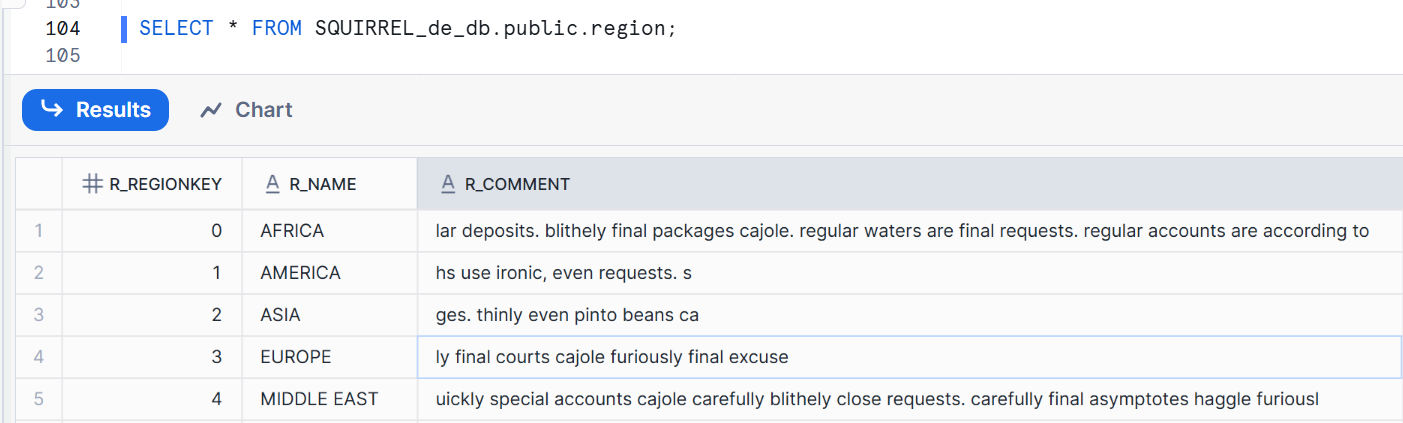 103
104 SELECT * FROM SQUIRREL_de_db.public.region;
105
Results Chart
R_REGIONKEY R_NAME R_COMMENT
1 0 AFRICA lar deposits. blithely final packages cajole. regular waters are final requests. regular accounts are according to
2 1 AMERICA hs use ironic, even requests. s
3 2 ASIA ges. thinly even pinto beans ca
4 3 EUROPE ly final courts cajole furiously final excuse
5 4 MIDDLE EAST uickly special accounts cajole carefully blithely close requests. carefully final asymptotes haggle furiousl